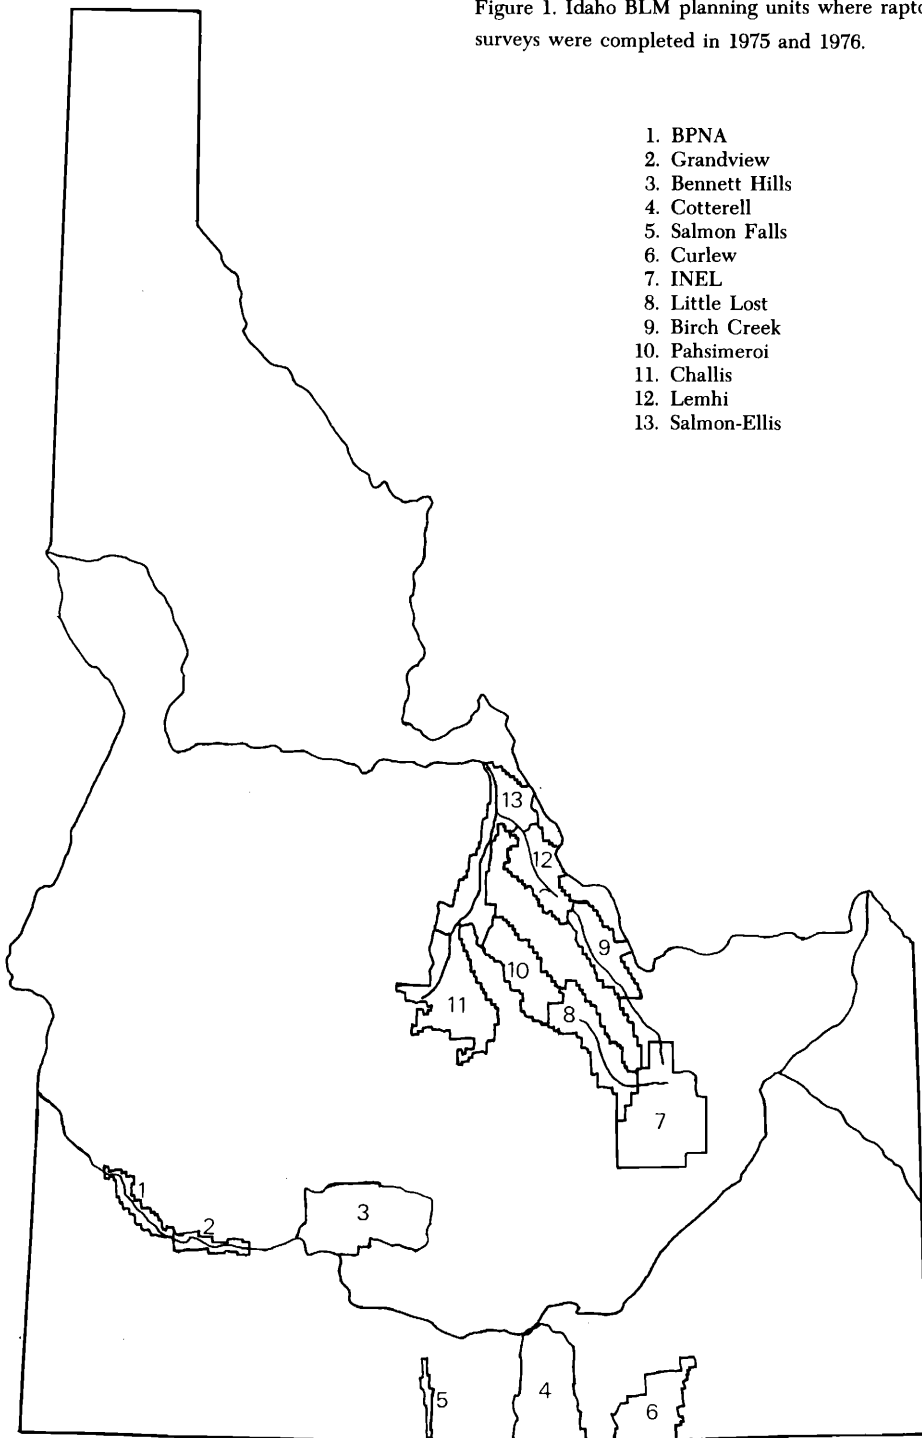 Figure 1. Idaho BLM planning units where rapto
surveys were completed in 1975 and 1976.
1. BPNA
2. Grandview
3. Bennett Hills
4. Cotterell
5. Salmon Falls
6. Curlew
7. INEL
8. Little Lost
9. Birch Creek
10. Pahsimeroi
11. Challis
12. Lemhi
13. Salmon-Ellis
13
12
9
10
8
11
7
1
2
3
5
4
6